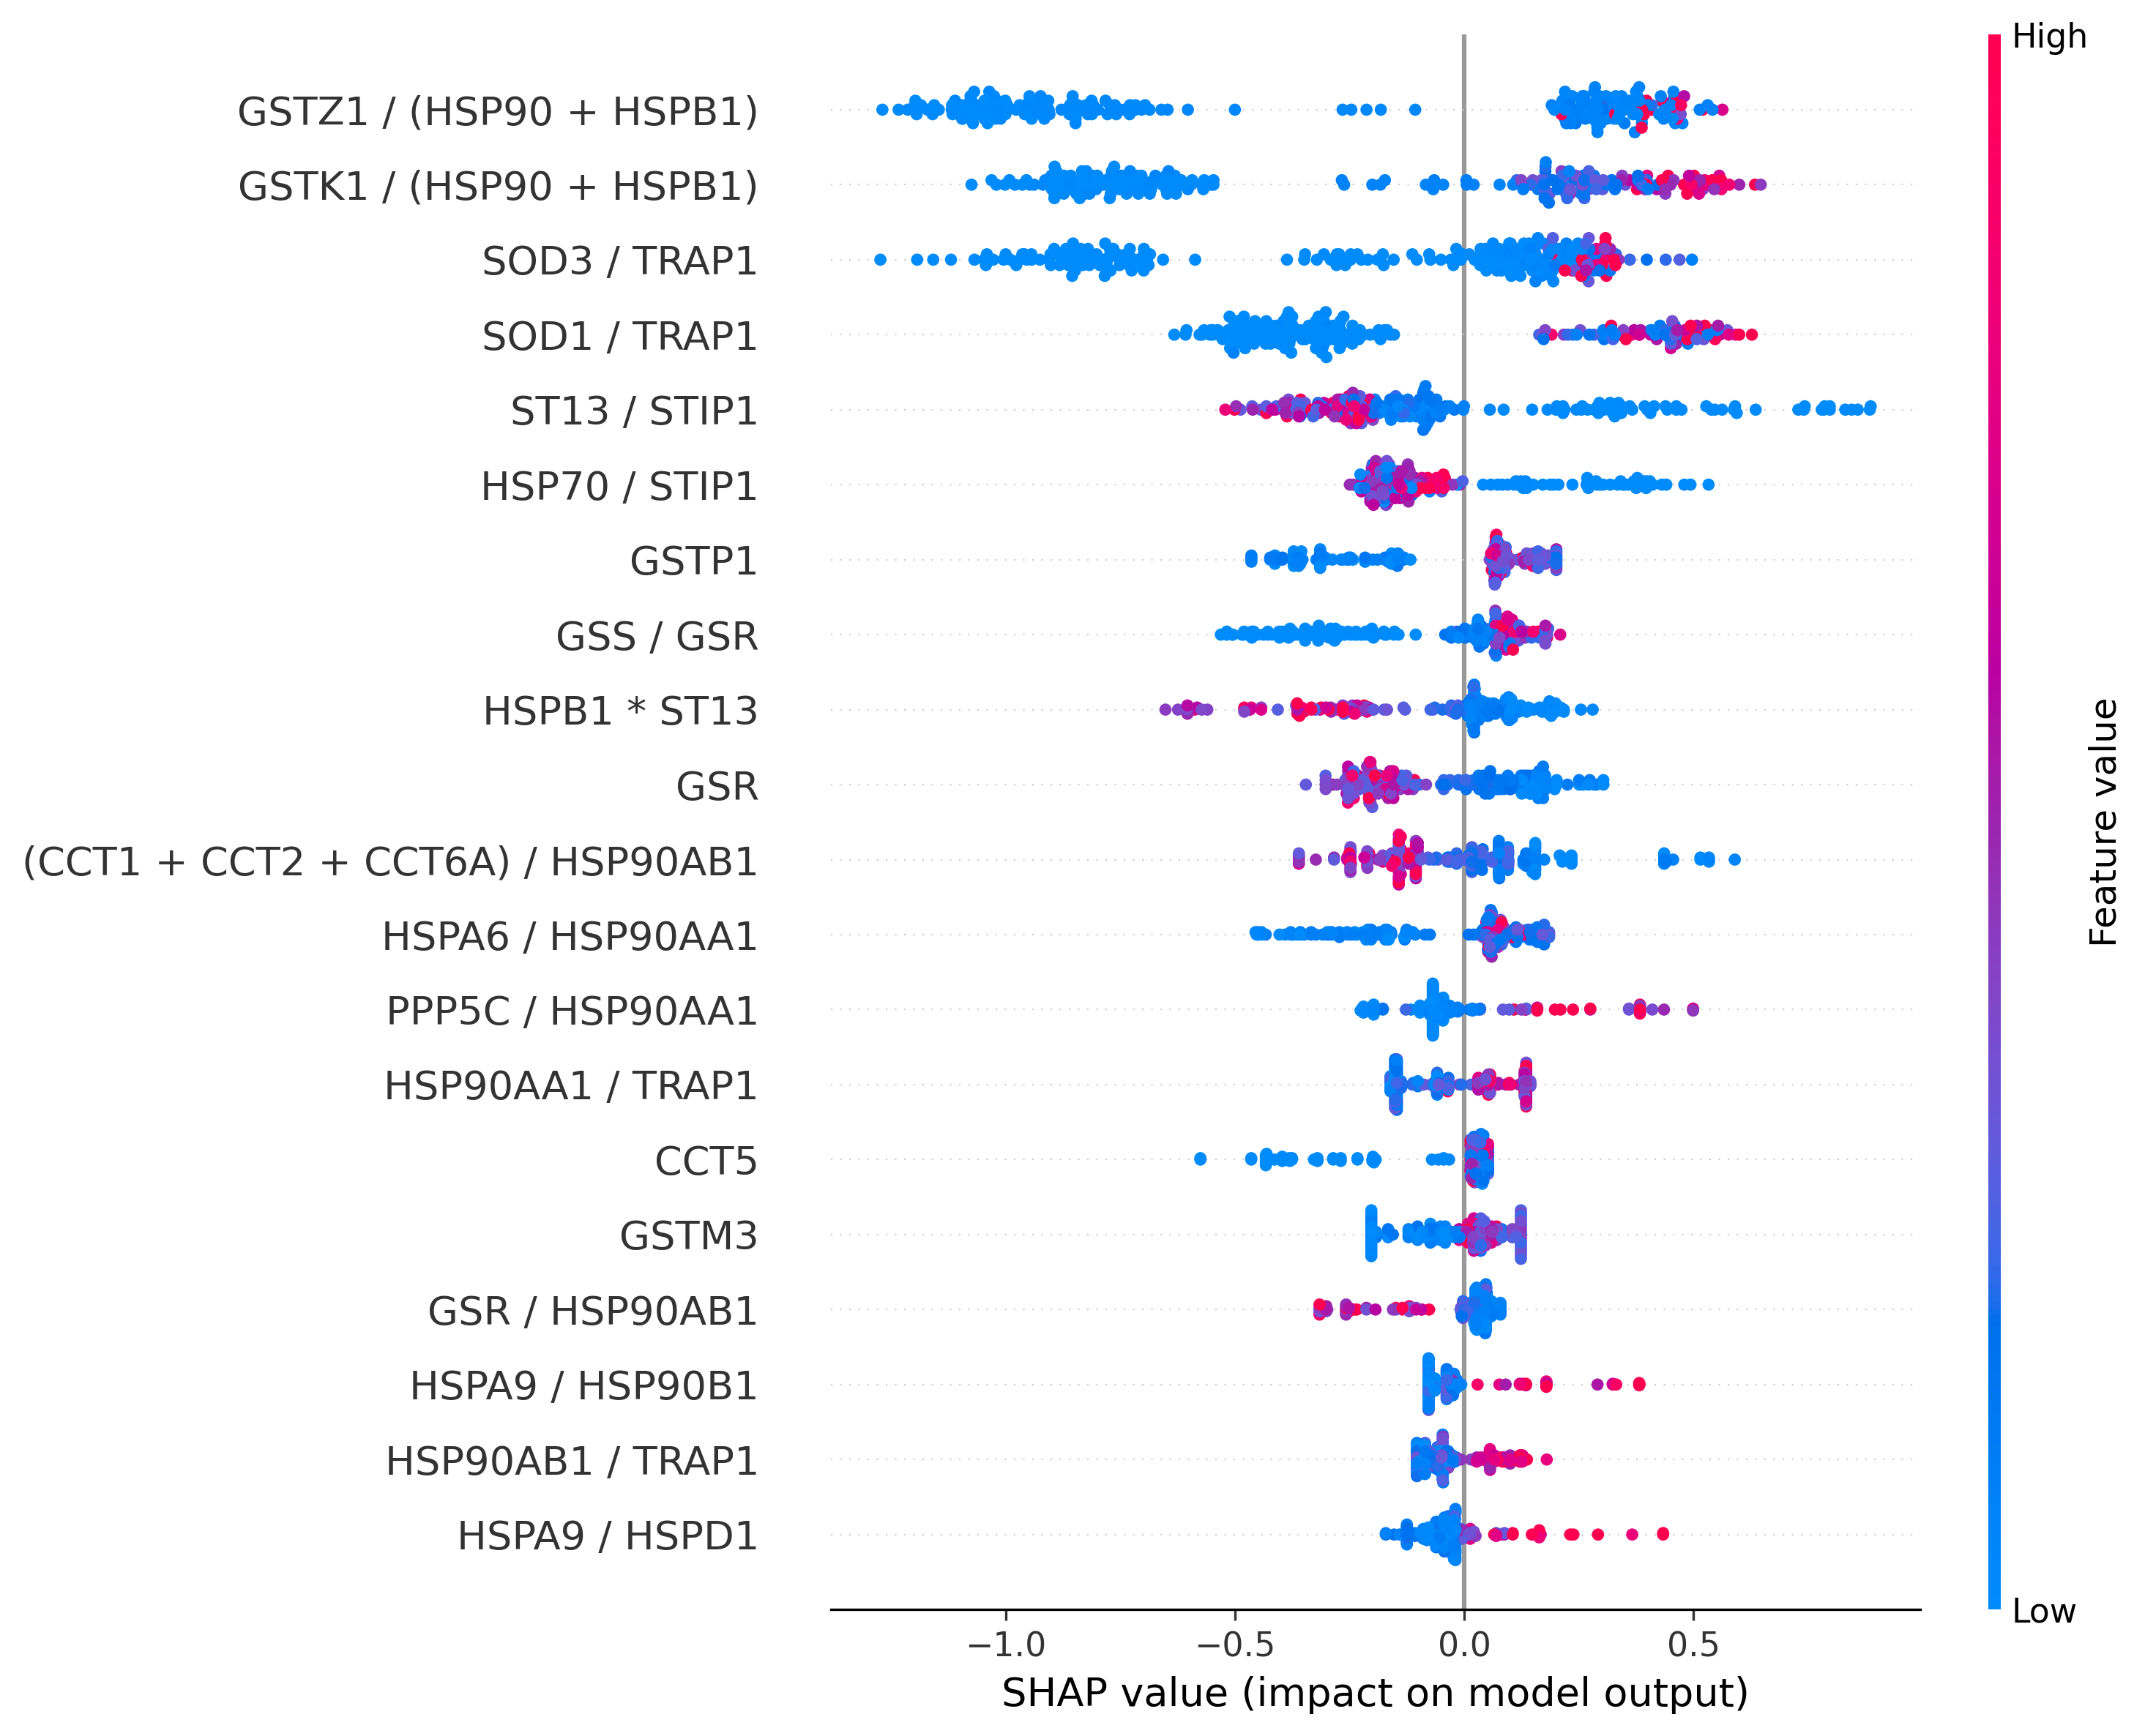 High
GSTZ1 / (HSP90 + HSPB1)
GSTK1 / (HSP90 + HSPB1)
SOD3 / TRAP1
SOD1 / TRAP1
ST13 / STIP1
HSP70 / STIP1
GSTP1
GSS / GSR
HSPB1 * ST13
GSR
(CCT1 + CCT2 + CCT6A) / HSP90AB1
HSPA6 / HSP90AA1
PPP5C / HSP90AA1
HSP90AA1 / TRAP1
CCT5
GSTM3
GSR / HSP90AB1
HSPA9 / HSP90B1
HSP90AB1 / TRAP1
HSPA9 / HSPD1
Feature value
Low
−1.0 −0.5 0.0 0.5
SHAP value (impact on model output)